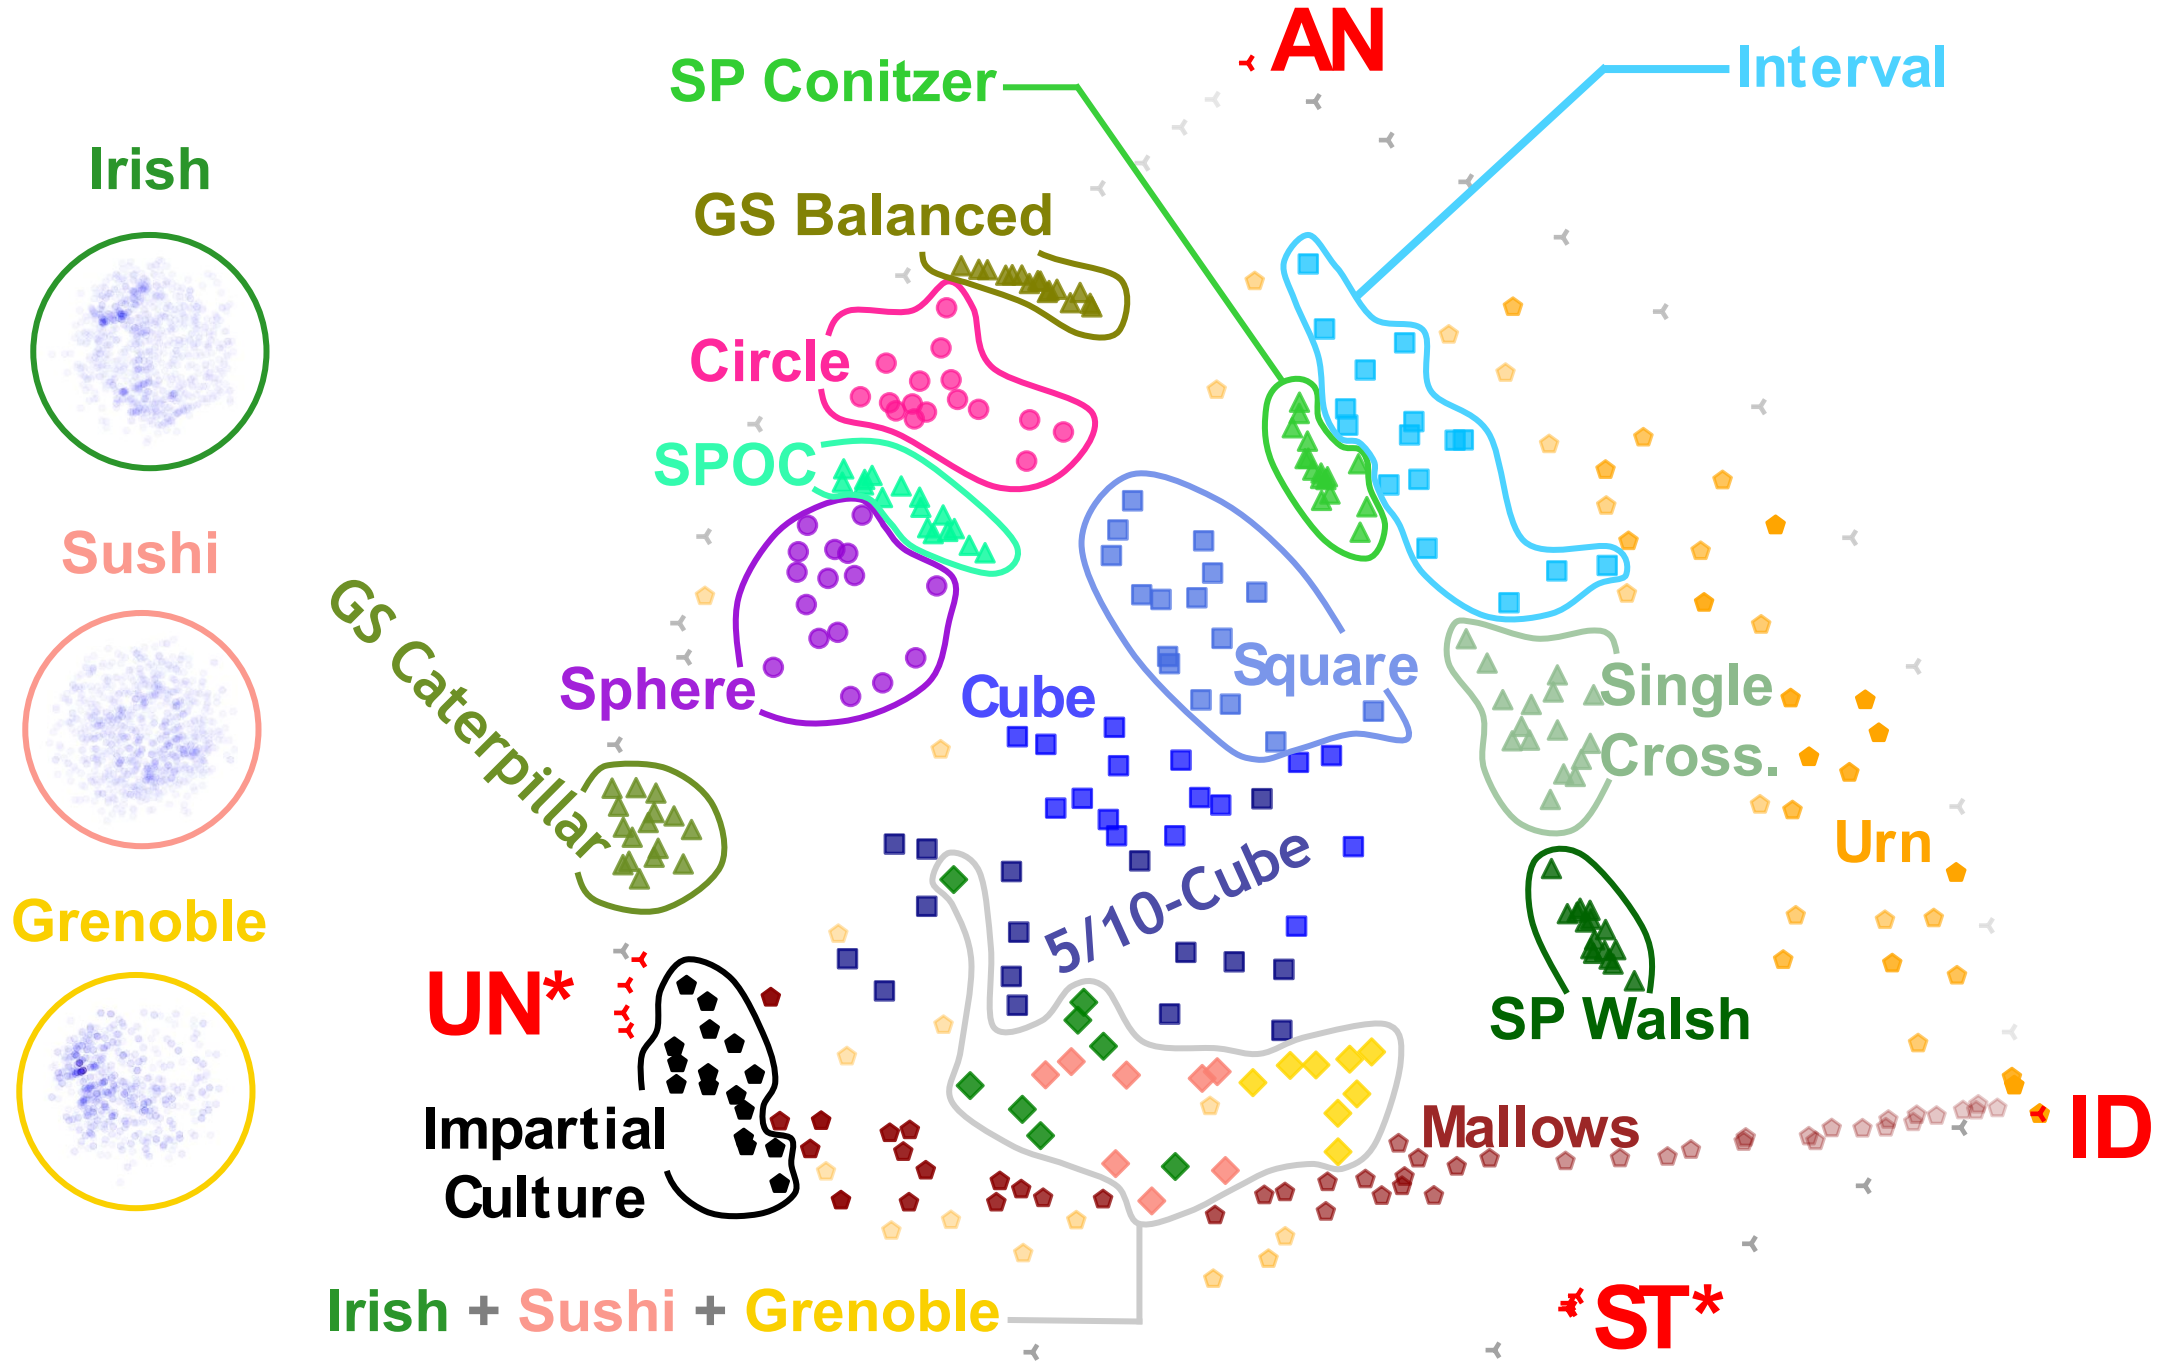 AN
SP Conitzer
Interval
Irish
GS Balanced
Circle
SPOC
Sushi
GS Caterpillar
Sphere
Cube
Square
Single
Cross.
Urn
5/10-Cube
Grenoble
UN*
SP Walsh
Impartial
Culture
Mallows
ID
Irish + Sushi + Grenoble
ST*